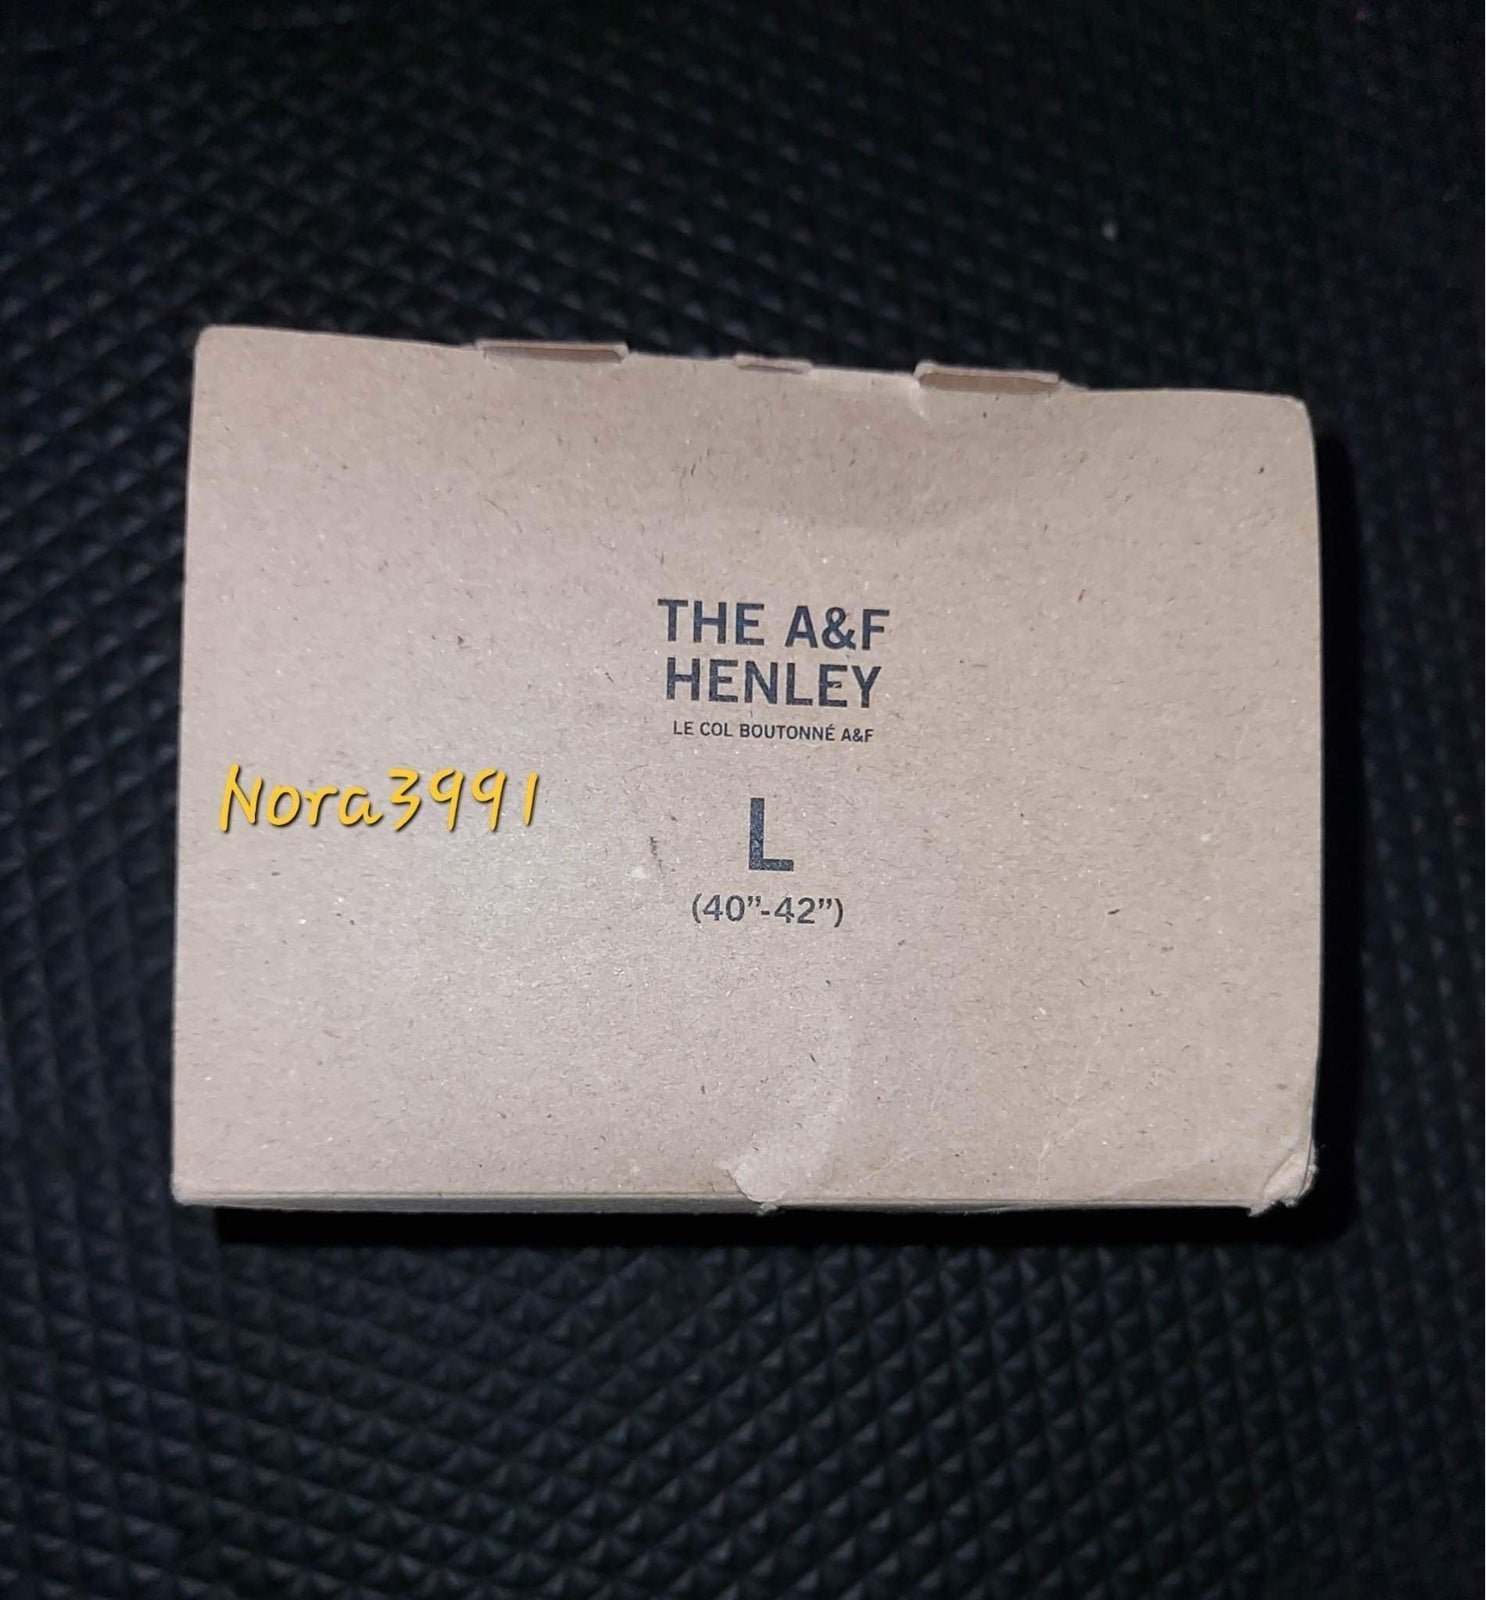 THE A&F
HENLEY
LE COL BOUTONNÉ A&F
Nora3991
L
(40”-42”)